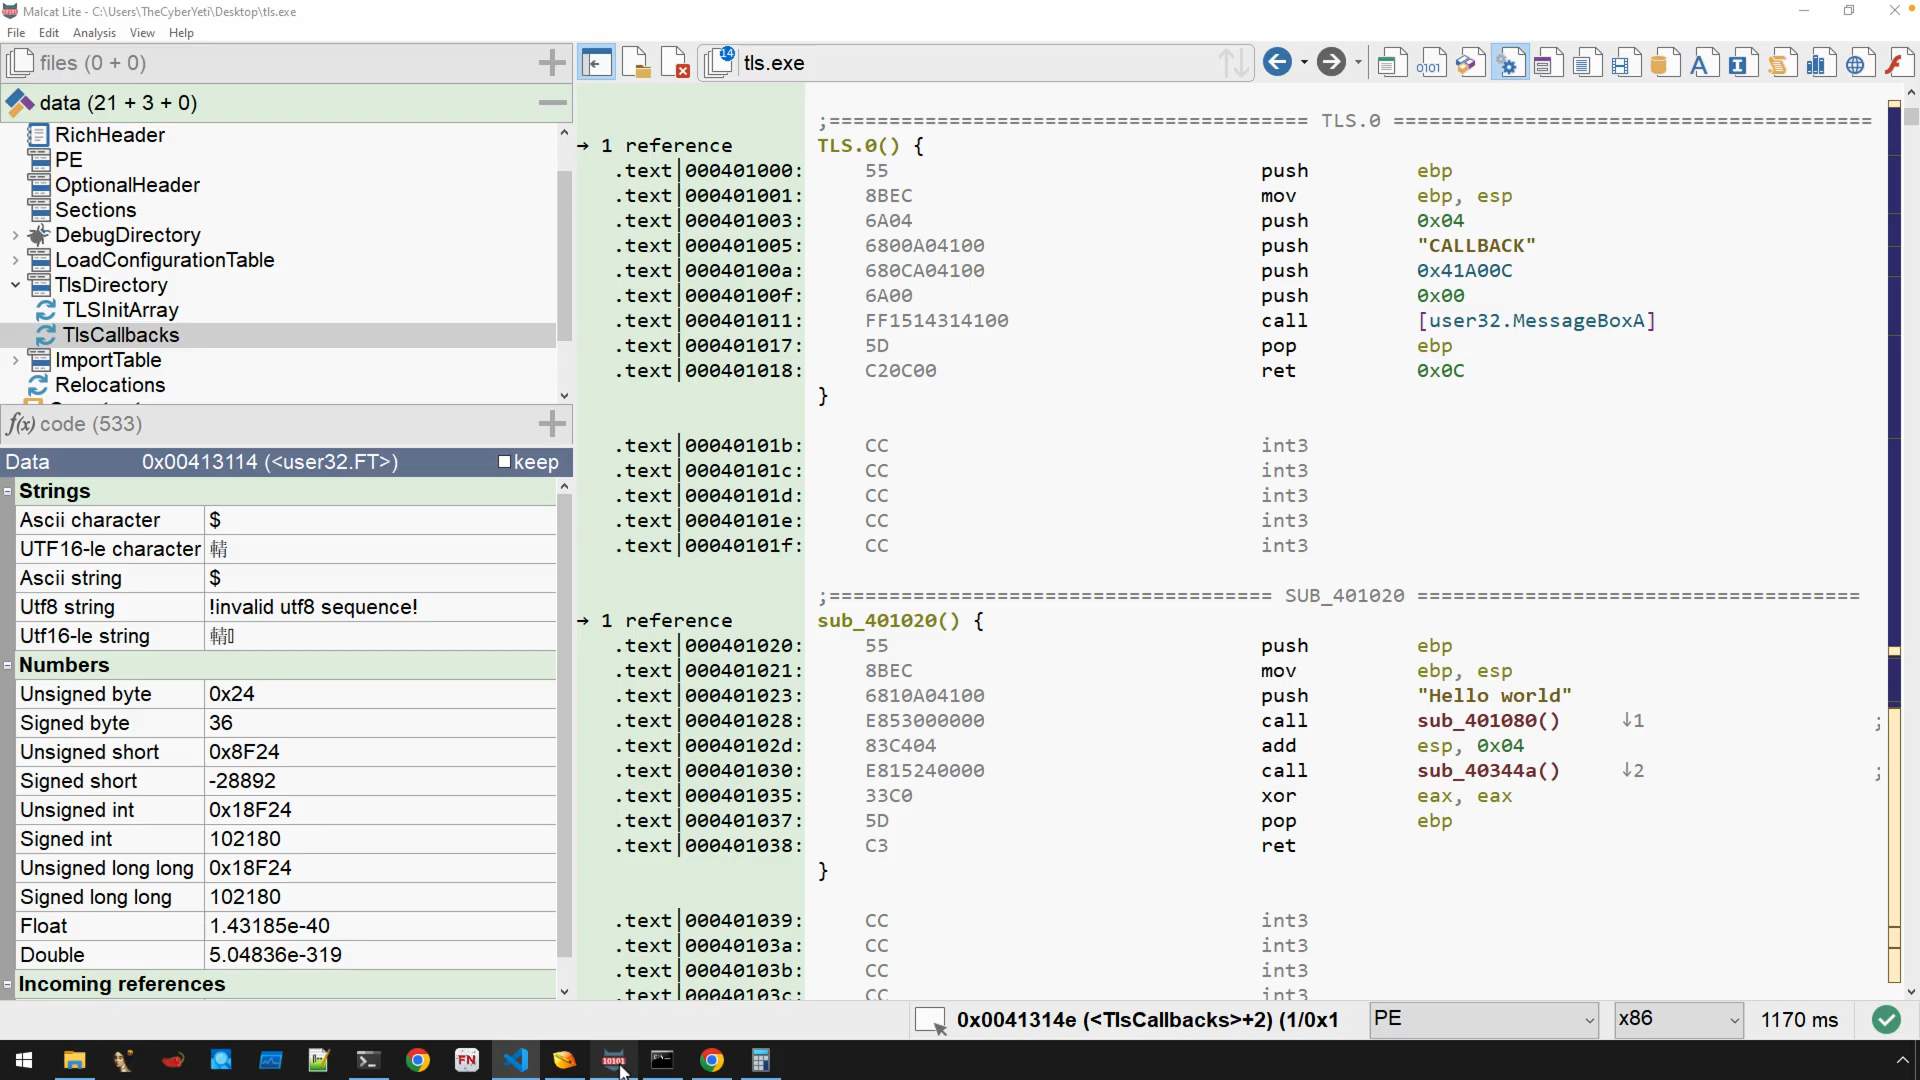 Malcat Lite - C:\Users\TheCyberYeti\Desktop\tls.exe
File Edit Analysis View Help
files (0 + 0)
data (21 + 3 + 0)
RichHeader
PE
OptionalHeader
Sections
DebugDirectory
LoadConfigurationTable
TlsDirectory
TLSInitArray
TlsCallbacks
ImportTable
Relocations
f(x) code (533)
Data 0x00413114 (<user32.FT>) keep
Strings
Ascii character $
UTF16-le character 輤
Ascii string $
Utf8 string !invalid utf8 sequence!
Utf16-le string 輤
Numbers
Unsigned byte 0x24
Signed byte 36
Unsigned short 0x8F24
Signed short -28892
Unsigned int 0x18F24
Signed int 102180
Unsigned long long 0x18F24
Signed long long 102180
Float 1.43185e-40
Double 5.04836e-319
Incoming references
14 tls.exe
;======================================== TLS.0 ========================================
→ 1 reference TLS.0() {
.text|000401000: 55 push ebp
.text|000401001: 8BEC mov ebp, esp
.text|000401003: 6A04 push 0x04
.text|000401005: 6800A04100 push "CALLBACK"
.text|00040100a: 680CA04100 push 0x41A00C
.text|00040100f: 6A00 push 0x00
.text|000401011: FF1514314100 call [user32.MessageBoxA]
.text|000401017: 5D pop ebp
.text|000401018: C20C00 ret 0x0C
}
.text|00040101b: CC int3
.text|00040101c: CC int3
.text|00040101d: CC int3
.text|00040101e: CC int3
.text|00040101f: CC int3
;===================================== SUB_401020 =====================================
→ 1 reference sub_401020() {
.text|000401020: 55 push ebp
.text|000401021: 8BEC mov ebp, esp
.text|000401023: 6810A04100 push "Hello world"
.text|000401028: E853000000 call sub_401080() ↓1 ;
.text|00040102d: 83C404 add esp, 0x04
.text|000401030: E815240000 call sub_40344a() ↓2 ;
.text|000401035: 33C0 xor eax, eax
.text|000401037: 5D pop ebp
.text|000401038: C3 ret
}
.text|000401039: CC int3
.text|00040103a: CC int3
.text|00040103b: CC int3
.text|00040103c: CC int3
0x0041314e (<TlsCallbacks>+2) (1/0x1 PE x86 1170 ms
FN
10101